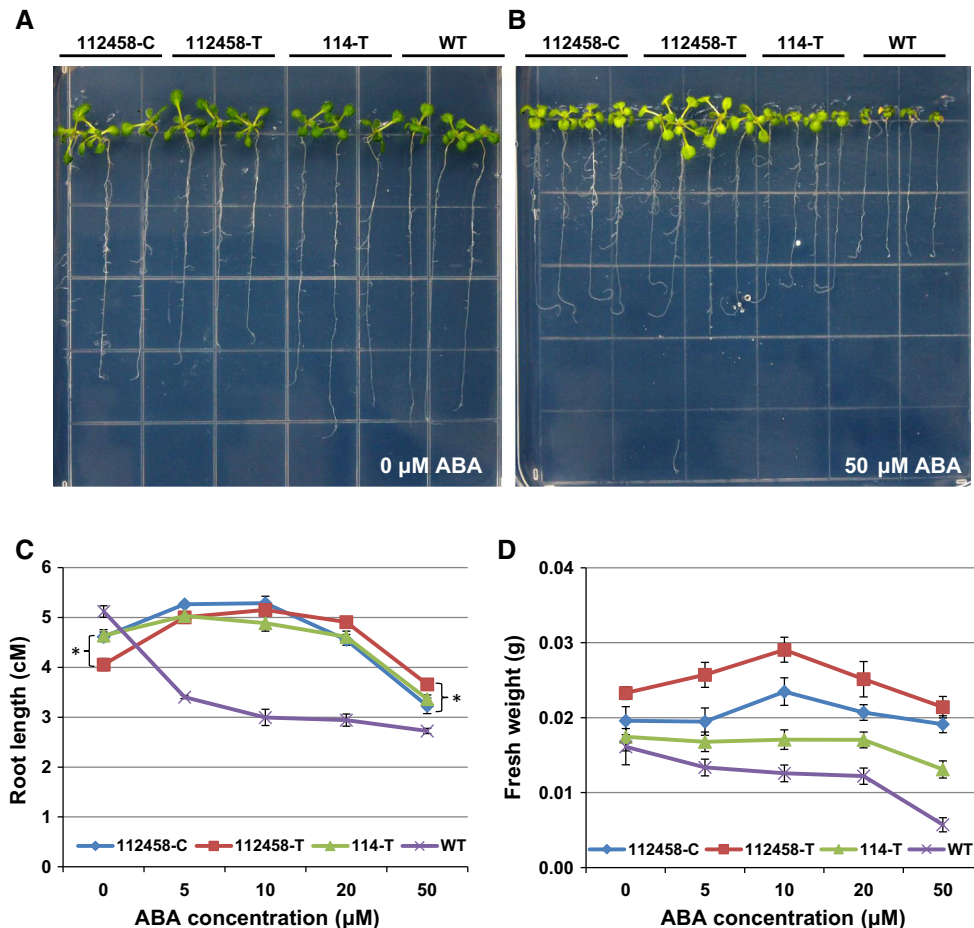 A
112458-C 112458-T 114-T WT
0 µM ABA
B
112458-C 112458-T 114-T WT
50 µM ABA
C
Root length (cM)
6
5
4
3
2
1
0
*
*
112458-C 112458-T 114-T WT
0 5 10 20 50
ABA concentration (µM)
D
Fresh weight (g)
0.04
0.03
0.02
0.01
0.00
112458-C 112458-T 114-T WT
0 5 10 20 50
ABA concentration (µM)